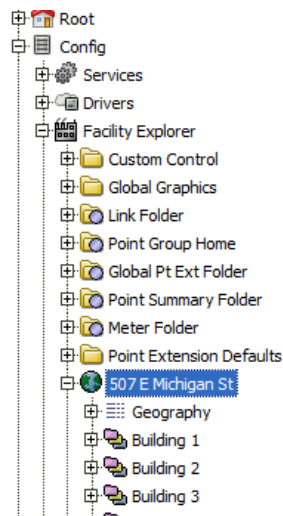 Root
Config
Services
Drivers
Facility Explorer
Custom Control
Global Graphics
Link Folder
Point Group Home
Global Pt Ext Folder
Point Summary Folder
Meter Folder
Point Extension Defaults
507 E Michigan St
Geography
Building 1
Building 2
Building 3